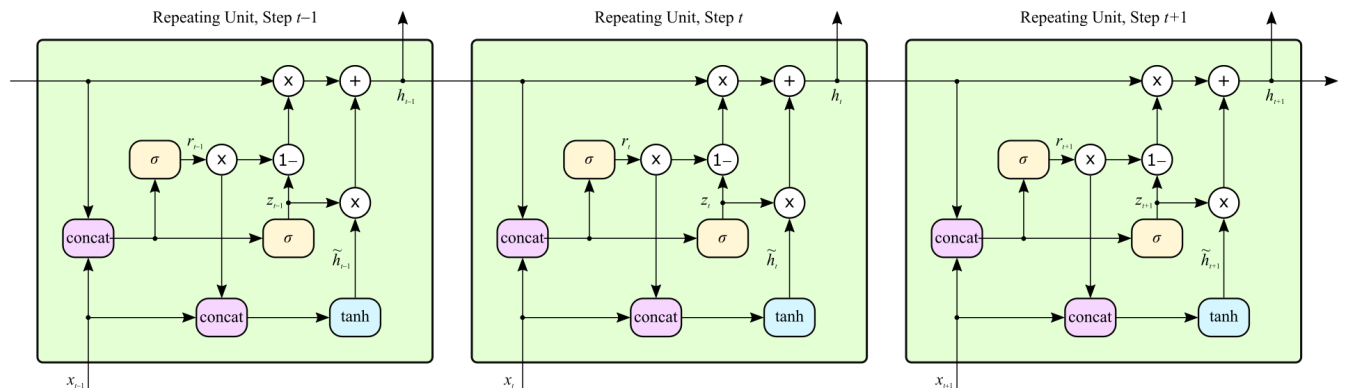 Repeating Unit, Step t−1
Repeating Unit, Step t
Repeating Unit, Step t+1
x + x + x +
h_{t−1} h_t h_{t+1}
σ r_{t−1} x 1− σ r_t x 1− σ r_{t+1} x 1−
z_{t−1} x z_t x z_{t+1} x
concat σ concat σ concat σ
h̃_{t−1} h̃_t h̃_{t+1}
concat tanh concat tanh concat tanh
x_{t−1} x_t x_{t+1}